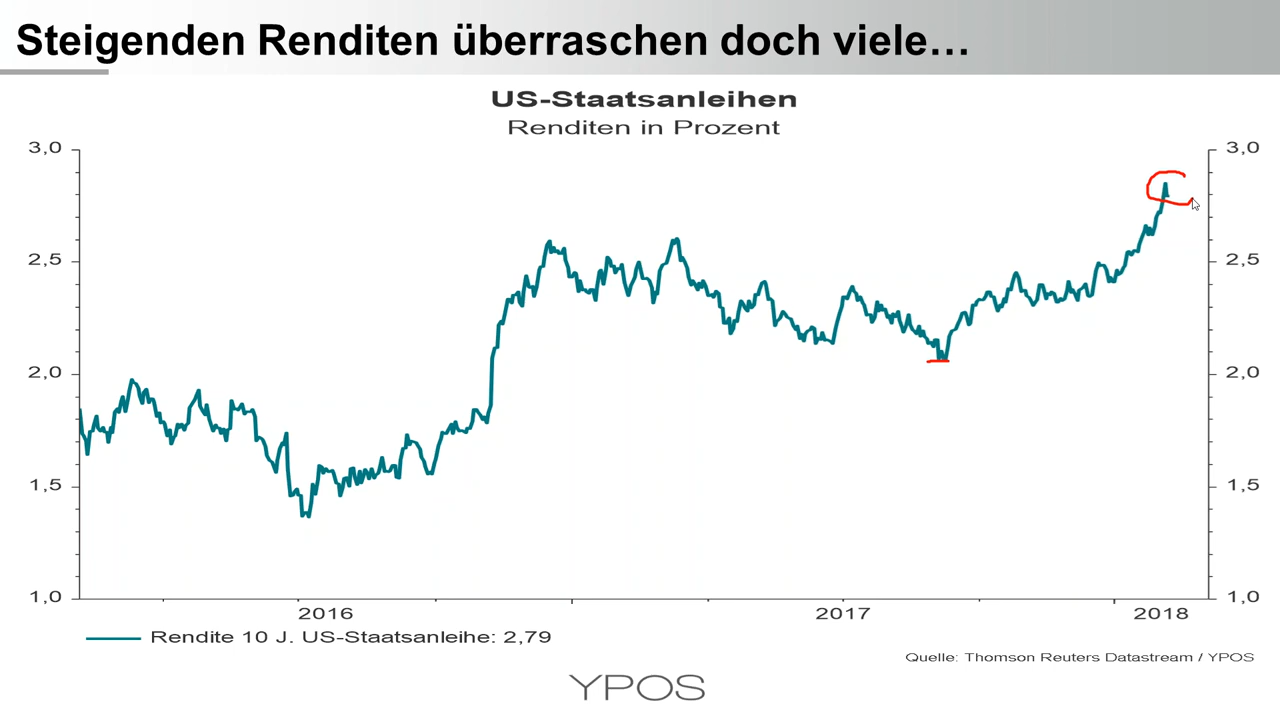 Steigenden Renditen überraschen doch viele…
US-Staatsanleihen
Renditen in Prozent
3,0 3,0
2,5 2,5
2,0 2,0
1,5 1,5
1,0 1,0
2016 2017 2018
Rendite 10 J. US-Staatsanleihe: 2,79
Quelle: Thomson Reuters Datastream / YPOS
YPOS